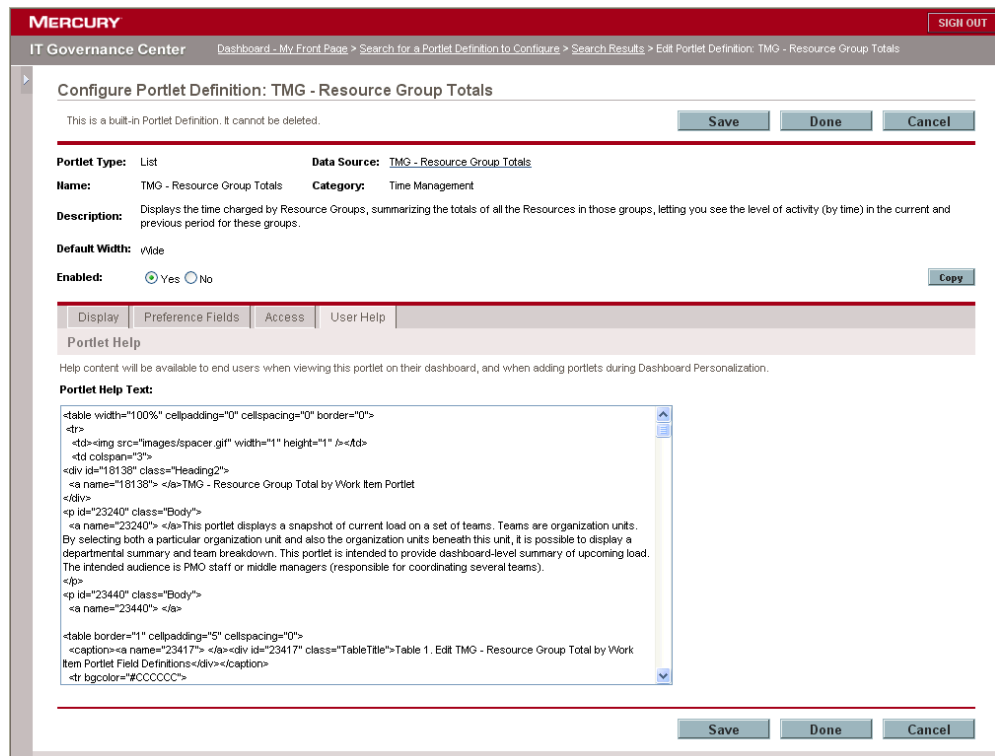 MERCURY
SIGN OUT
IT Governance Center
Dashboard - My Front Page > Search for a Portlet Definition to Configure > Search Results > Edit Portlet Definition: TMG - Resource Group Totals
Configure Portlet Definition: TMG - Resource Group Totals
This is a built-in Portlet Definition. It cannot be deleted.
Save Done Cancel
Portlet Type: List Data Source: TMG - Resource Group Totals
Name: TMG - Resource Group Totals Category: Time Management
Description: Displays the time charged by Resource Groups, summarizing the totals of all the Resources in those groups, letting you see the level of activity (by time) in the current and
previous period for these groups.
Default Width: Wide
Enabled: Yes No
Copy
Display Preference Fields Access User Help
Portlet Help
Help content will be available to end users when viewing this portlet on their dashboard, and when adding portlets during Dashboard Personalization.
Portlet Help Text:
<table width="100%" cellpadding="0" cellspacing="0" border="0">
<tr>
<td><img src="images/spacer.gif" width="1" height="1" /></td>
<td colspan="3">
<div id="18138" class="Heading2">
<a name="18138"> </a>TMG - Resource Group Total by Work Item Portlet
</div>
<p id="23240" class="Body">
<a name="23240"> </a>This portlet displays a snapshot of current load on a set of teams. Teams are organization units.
By selecting both a particular organization unit and also the organization units beneath this unit, it is possible to display a
departmental summary and team breakdown. This portlet is intended to provide dashboard-level summary of upcoming load.
The intended audience is PMO staff or middle managers (responsible for coordinating several teams).
</p>
<p id="23440" class="Body">
<a name="23440"> </a>
<table border="1" cellpadding="5" cellspacing="0">
<caption><a name="23417"> </a><div id="23417" class="TableTitle">Table 1. Edit TMG - Resource Group Total by Work
Item Portlet Field Definitions</div></caption>
<tr bgcolor="#CCCCCC">
Save Done Cancel